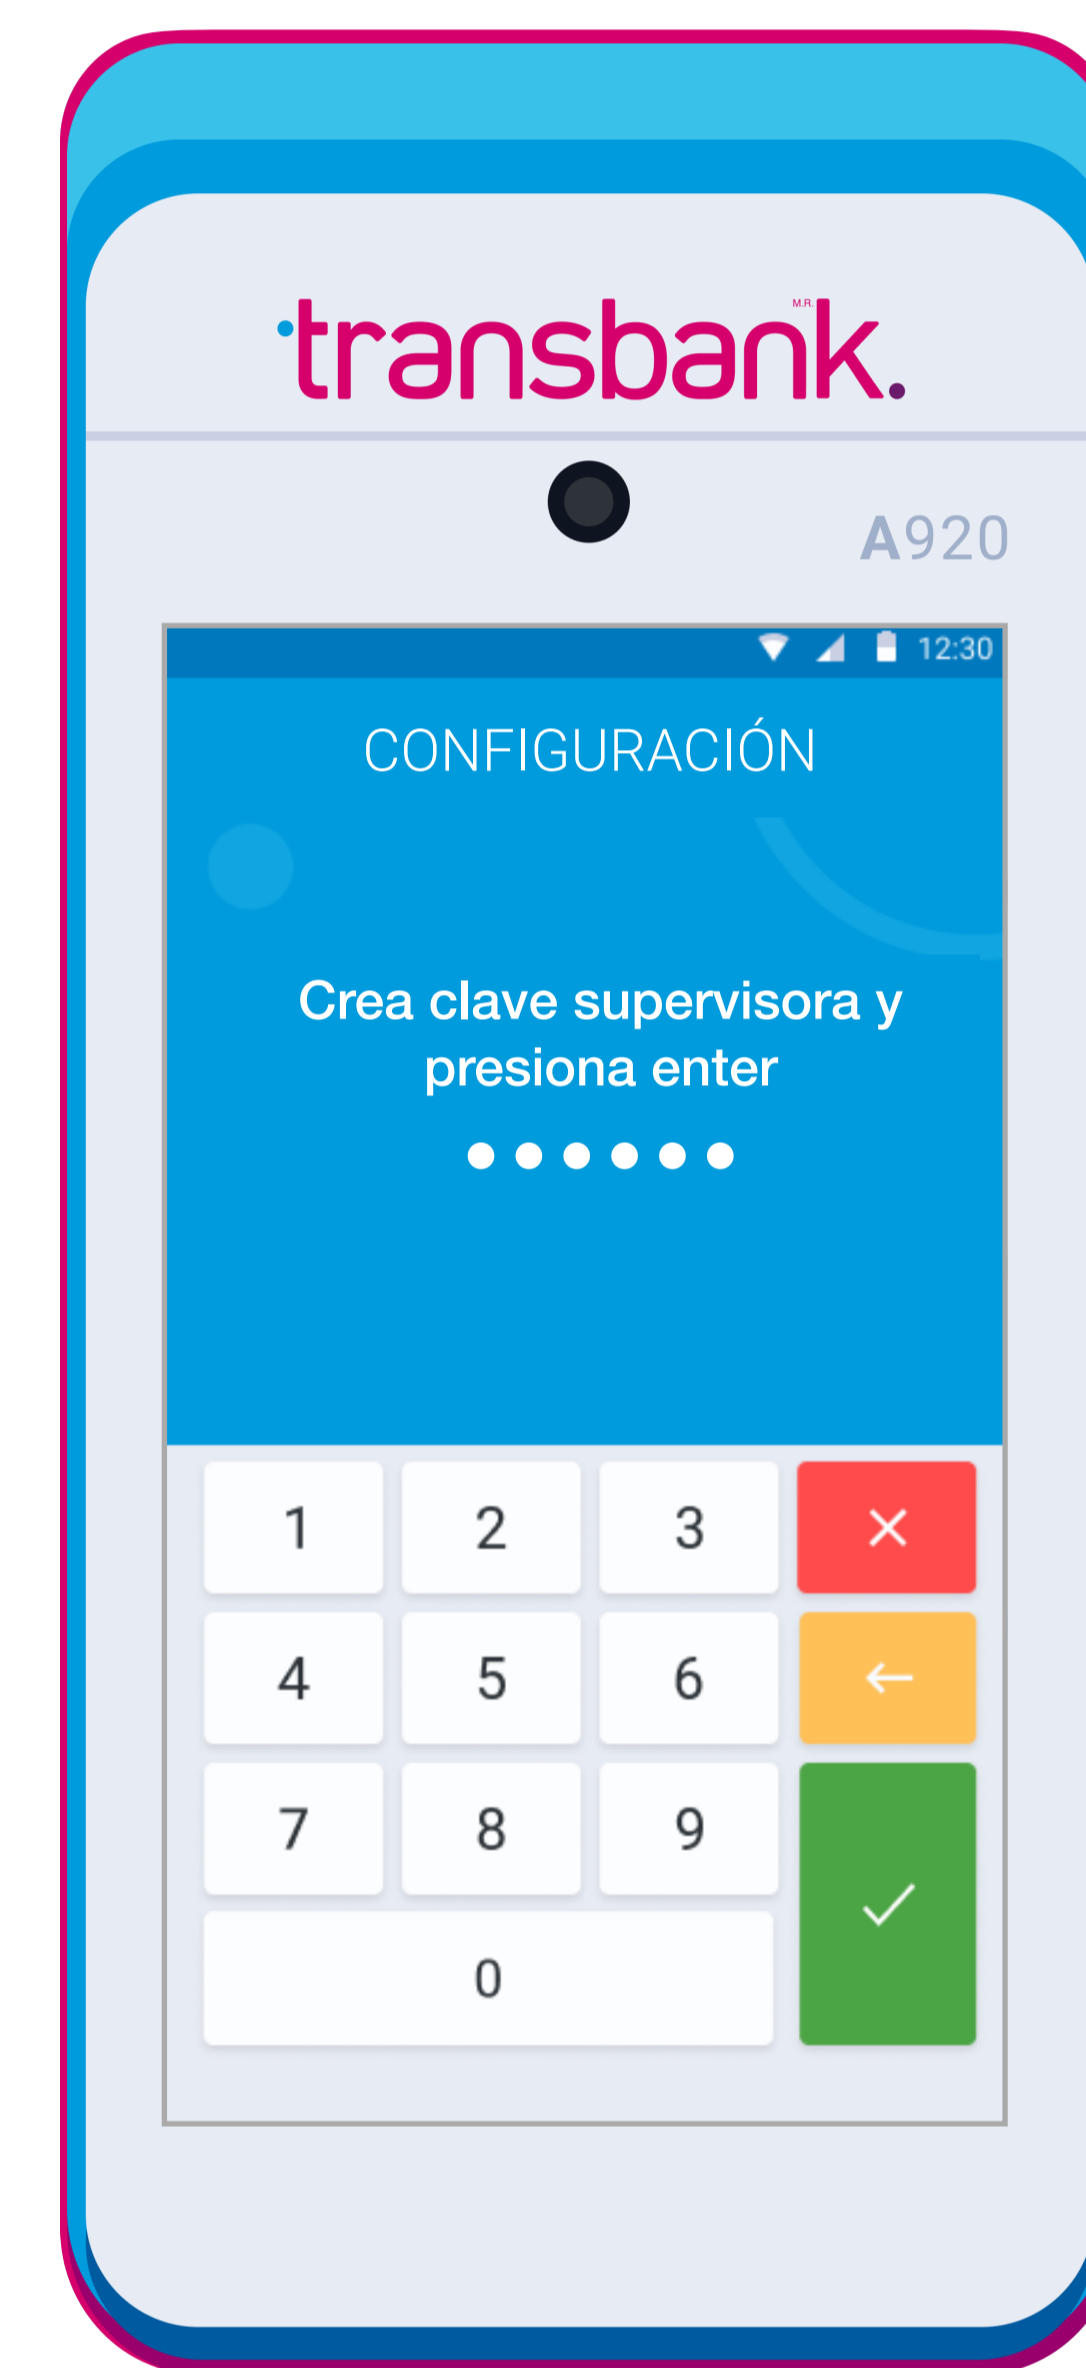 transbank.
M.R.
A920
12:30
CONFIGURACIÓN
Crea clave supervisora y
presiona enter
1 2 3
4 5 6
7 8 9
0